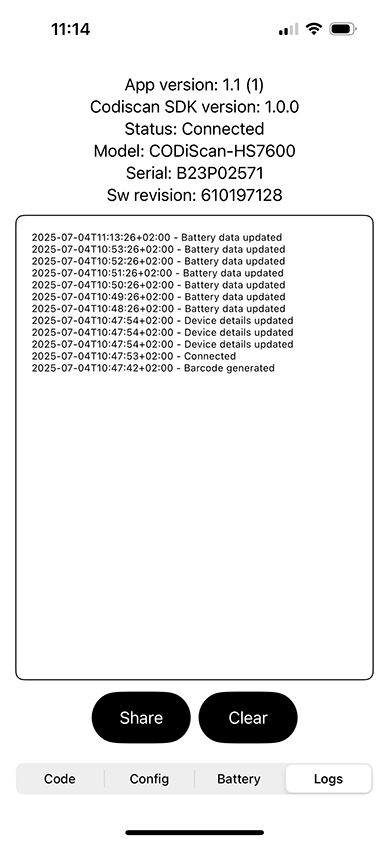 11:14
App version: 1.1 (1)
Codiscan SDK version: 1.0.0
Status: Connected
Model: CODiScan-HS7600
Serial: B23P02571
Sw revision: 610197128
2025-07-04T11:13:26+02:00 - Battery data updated
2025-07-04T10:53:26+02:00 - Battery data updated
2025-07-04T10:52:26+02:00 - Battery data updated
2025-07-04T10:51:26+02:00 - Battery data updated
2025-07-04T10:50:26+02:00 - Battery data updated
2025-07-04T10:49:26+02:00 - Battery data updated
2025-07-04T10:48:26+02:00 - Battery data updated
2025-07-04T10:47:54+02:00 - Device details updated
2025-07-04T10:47:54+02:00 - Device details updated
2025-07-04T10:47:54+02:00 - Device details updated
2025-07-04T10:47:53+02:00 - Connected
2025-07-04T10:47:42+02:00 - Barcode generated
Share Clear
Code Config Battery Logs